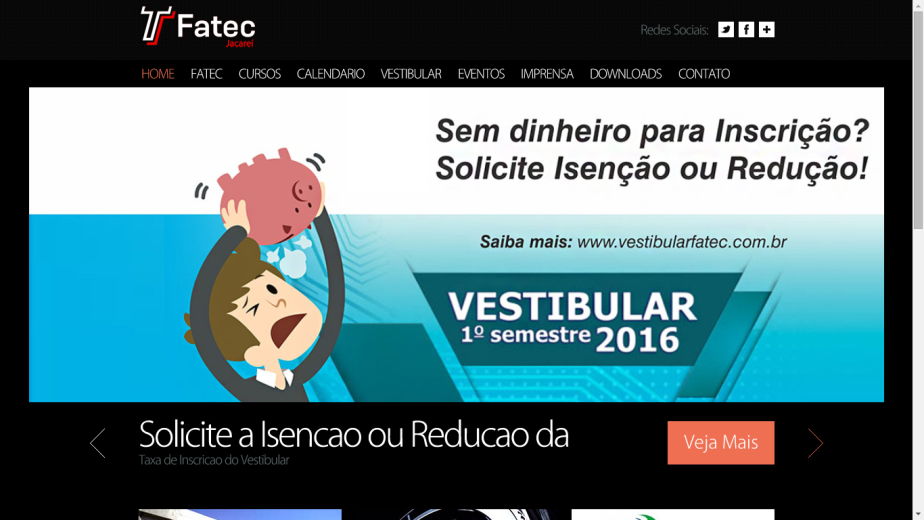 Fatec
Jacareí
Redes Sociais:
HOME FATEC CURSOS CALENDARIO VESTIBULAR EVENTOS IMPRENSA DOWNLOADS CONTATO
Sem dinheiro para Inscrição?
Solicite Isenção ou Redução!
Saiba mais: www.vestibularfatec.com.br
VESTIBULAR
1º semestre 2016
Solicite a Isencao ou Reducao da
Taxa de Inscricao do Vestibular
Veja Mais